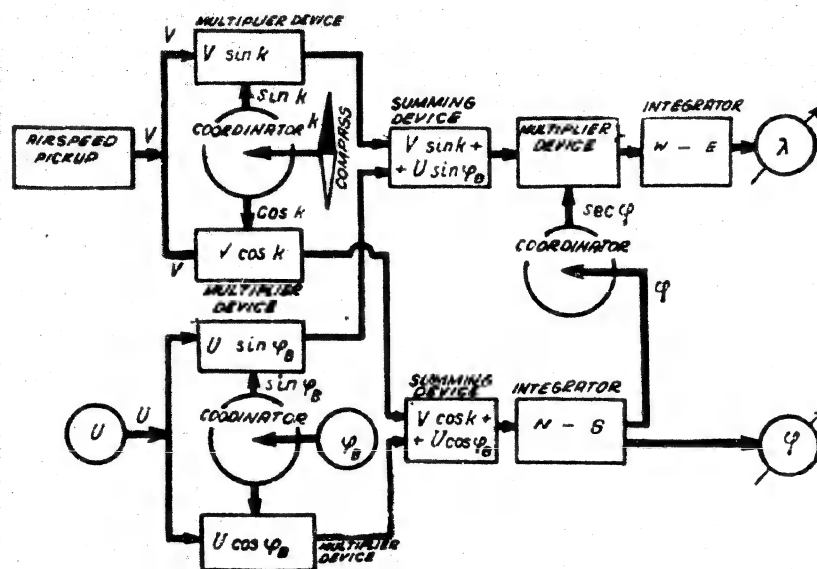 MULTIPLIER DEVICE
V
V sin k
sin k
AIRSPEED
PICKUP
V
COORDINATOR
k
COMPASS
cos k
V
V cos k
MULTIPLIER
DEVICE
SUMMING
DEVICE
V sin k +
+ U sin φB
MULTIPLIER
DEVICE
INTEGRATOR
W - E
λ
sec φ
COORDINATOR
φ
U sin φB
sin φB
U
U
COODINATOR
φB
U cos φB
MULTIPLIER
DEVICE
SUMMING
DEVICE
V cos k +
+ U cos φB
INTEGRATOR
N - S
φ